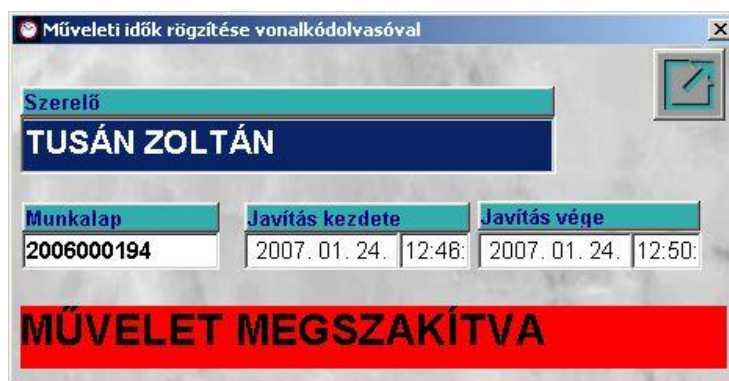 Műveleti idők rögzítése vonalkódolvasóval
Szerelő
TUSÁN ZOLTÁN
Munkalap Javítás kezdete Javítás vége
2006000194 2007. 01. 24. 12:46: 2007. 01. 24. 12:50:
MŰVELET MEGSZAKÍTVA